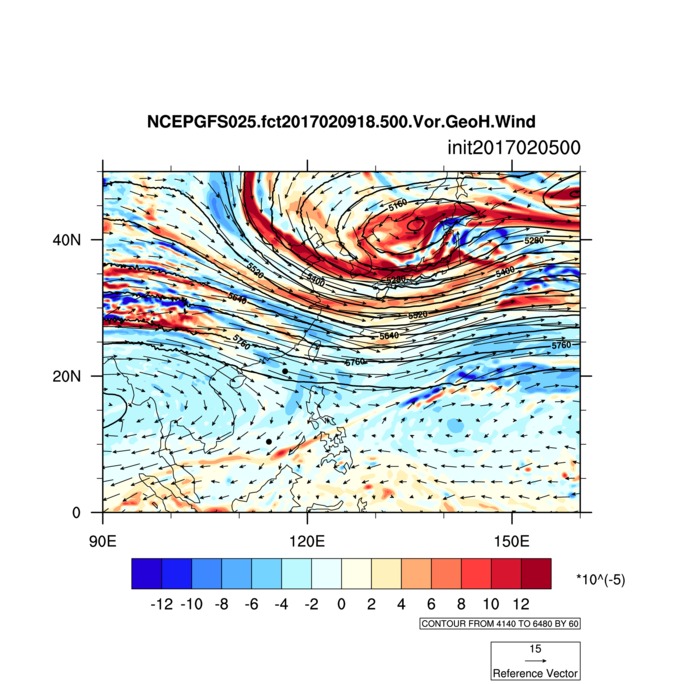 NCEPGFS025.fct2017020918.500.Vor.GeoH.Wind
init2017020500
5160
40N
5280
5520
5400
5280
5400
5640
5520
5760
5640
5760
5760
20N
0
90E 120E 150E
-12 -10 -8 -6 -4 -2 0 2 4 6 8 10 12
*10^(-5)
CONTOUR FROM 4140 TO 6480 BY 60
15
Reference Vector